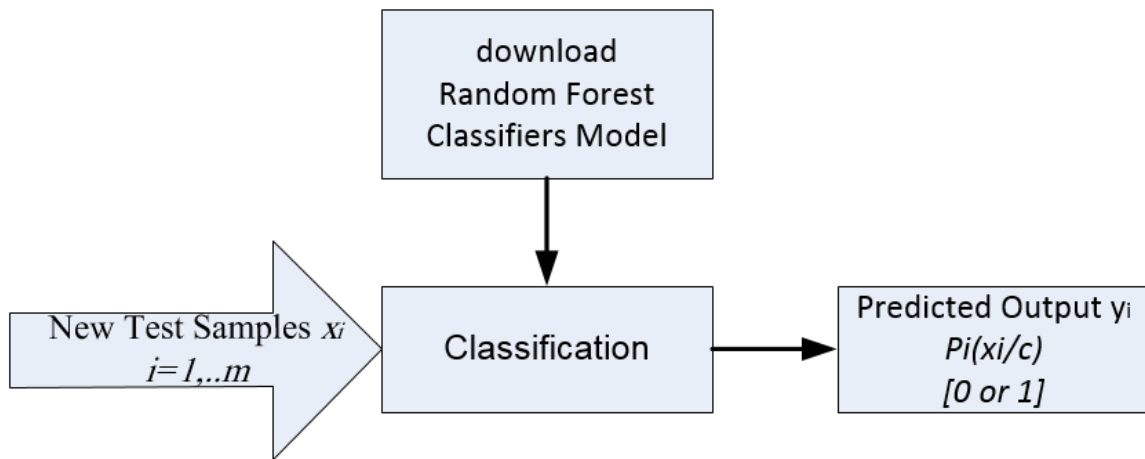 download
Random Forest
Classifiers Model
New Test Samples xi
i=1,..m
Classification
Predicted Output yi
Pi(xi/c)
[0 or 1]